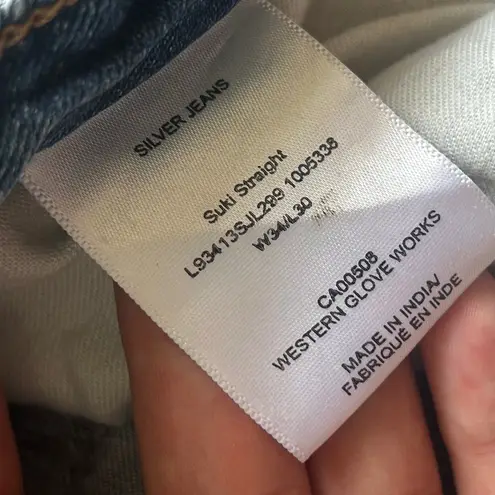 SILVER JEANS
Suki Straight
L93413SJL289 1005338
W34/L30
CA00508
WESTERN GLOVE WORKS
MADE IN INDIA/
FABRIQUÉ EN INDE